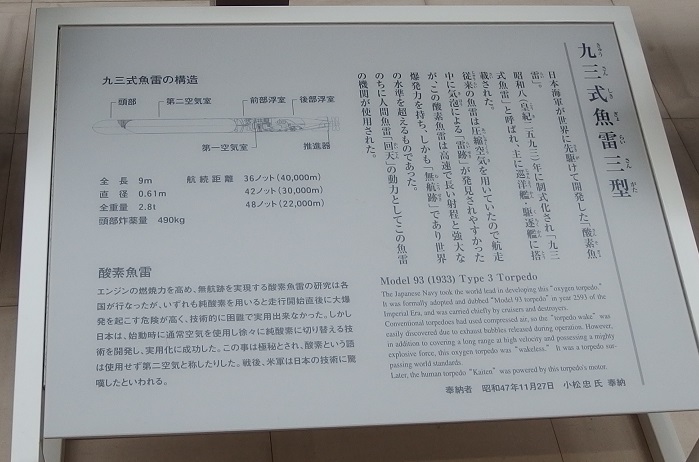 九三式魚雷三型
日本海軍が世界に先駆けて開発した「酸素魚
雷」。
昭和八(皇紀二五九三)年に制式化され「九三
式魚雷」と呼ばれ、主に巡洋艦・駆逐艦に搭
載された。
従来の魚雷は圧縮空気を用いていたので航走
中に気泡による「雷跡」が発見されやすかった
が、この酸素魚雷は高速で長い射程と強大な
爆発力を持ち、しかも「無航跡」であり世界
の水準を超えるものであった。
のちに人間魚雷「回天」の動力としてこの魚雷
の機関が使用された。
九三式魚雷の構造
頭部 第二空気室 前部浮室 後部浮室
第一空気室 推進器
全長 9m 航続距離 36ノット(40,000m)
直径 0.61m 42ノット(30,000m)
全重量 2.8t 48ノット(22,000m)
頭部炸薬量 490kg
酸素魚雷
エンジンの燃焼力を高め、無航跡を実現する酸素魚雷の研究は各
国が行なったが、いずれも純酸素を用いると走行開始直後に大爆
発を起こす危険が高く、技術的に困難で実用出来なかった。しかし
日本は、始動時に通常空気を使用し徐々に純酸素に切り替える技
術を開発し、実用化に成功した。この事は極秘とされ、酸素という語
は使用せず第二空気と称したりした。戦後、米軍は日本の技術に驚
嘆したといわれる。
Model 93 (1933) Type 3 Torpedo
The Japanese Navy took the world lead in developing this "oxygen torpedo."
It was formally adopted and dubbed "Model 93 torpedo" in year 2593 of the
Imperial Era, and was carried chiefly by cruisers and destroyers.
Conventional torpedoes had used compressed air, so the "torpedo wake" was
easily discovered due to exhaust bubbles released during operation. However,
in addition to covering a long range at high velocity and possessing a mighty
explosive force, this oxygen torpedo was "wakeless." It was a torpedo sur-
passing world standards.
Later, the human torpedo "Kaiten" was powered by this torpedo's motor.
奉納者 昭和47年11月27日 小松忠 氏 奉納